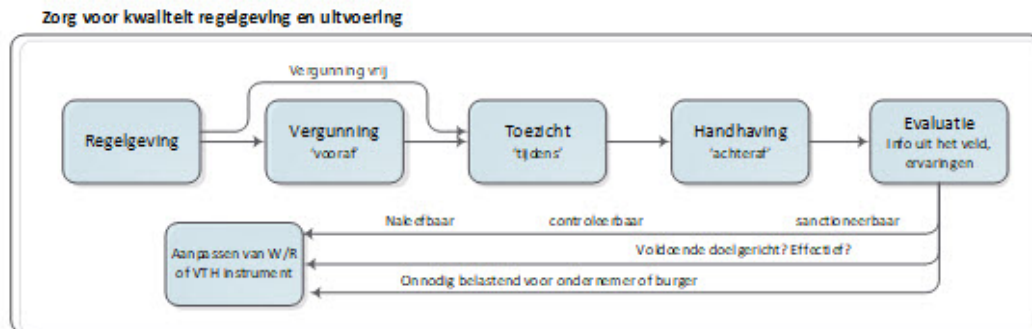 Zorg voor kwaliteit regelgeving en uitvoering
Vergunning vrij
Regelgeving
Vergunning
'vooraf'
Toezicht
'tijdens'
Handhaving
'achteraf'
Evaluatie
Info uit het veld,
ervaringen
Naleefbaar controleerbaar sanctioneerbaar
Aanpassen van W/R
of VTH instrument
Voldoende doelgericht? Effectief?
Onnodig belastend voor ondernemer of burger